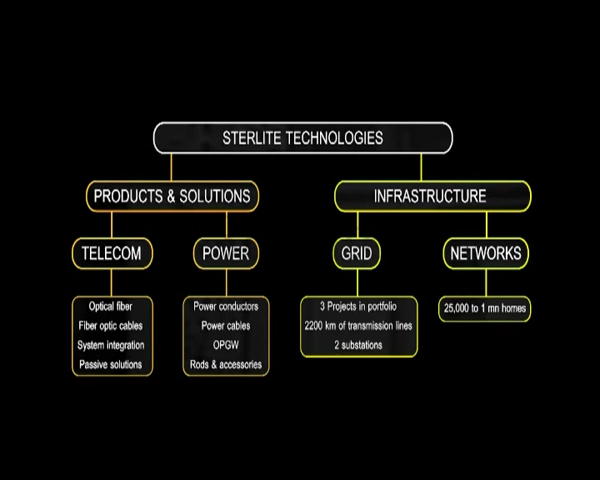 STERLITE TECHNOLOGIES
PRODUCTS & SOLUTIONS
INFRASTRUCTURE
TELECOM
POWER
GRID
NETWORKS
Optical fiber
Fiber optic cables
System integration
Passive solutions
Power conductors
Power cables
OPGW
Rods & accessories
3 Projects in portfolio
2200 km of transmission lines
2 substations
25,000 to 1 mn homes